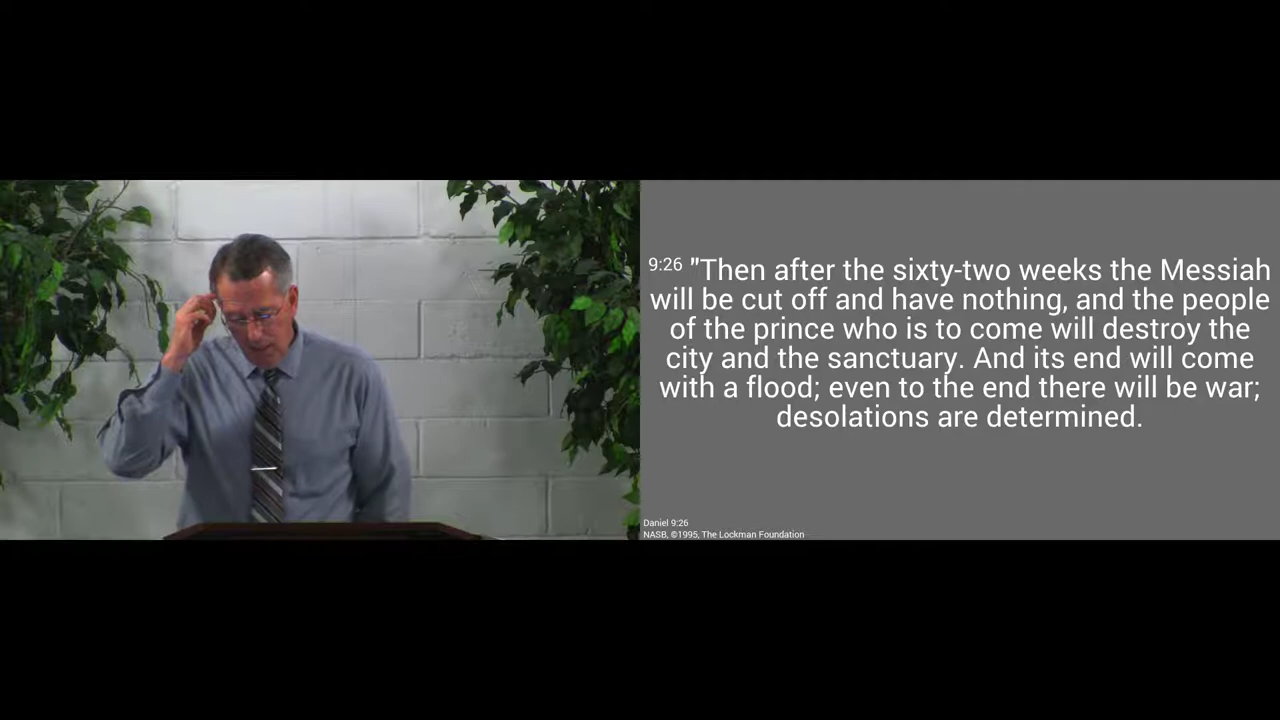 9:26 "Then after the sixty-two weeks the Messiah
will be cut off and have nothing, and the people
of the prince who is to come will destroy the
city and the sanctuary. And its end will come
with a flood; even to the end there will be war;
desolations are determined.
Daniel 9:26
NASB, ©1995, The Lockman Foundation